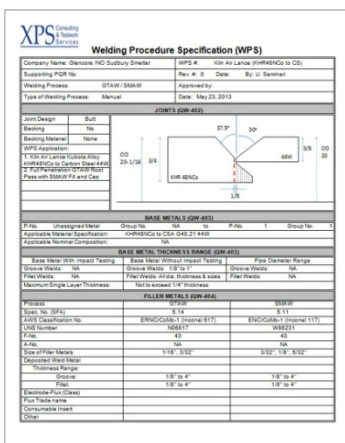 XPS Consulting
& Testwork
Services
Welding Procedure Specification (WPS)
Company Name: Glencore INO Sudbury Smelter WPS #: Kiln Air Lance (KHR48NCo to CS)
Supporting PQR No. Rev. #: 0 Date: By: U. Seminari
Welding Process: GTAW / SMAW Approved by:
Type of Welding Process: Manual Date: May 23, 2013
JOINTS (QW-402)
Joint Design Butt
Backing No
Backing Material None
WPS Application:
1. Kiln Air Lance Kubota Alloy
KHR48NCo to Carbon Steel 44W
2. Full Penetration GTAW Root
Pass with SMAW Fill and Cap
37.5° 30°
OD
20-1/16 3/4
KHR 48NCo
44W
3/8
OD
20
1/8
BASE METALS (QW-403)
P-No. Unassigned Metal Group No. NA to P-No. 1 Group No. 1
Applicable Material Specification: KHR48NCo to CSA G40.21 44W
Applicable Nominal Composition: NA
BASE METAL THICKNESS RANGE (QW-403)
Base Metal With Impact Testing Base Metal Without Impact Testing Pipe Diameter Range
Groove Welds: NA Groove Welds: 1/8" to 1" Groove Welds: NA
Fillet Welds: Fillet Welds: All dia, thickness & sizes Fillet Welds: NA
Maximum Single Layer Thickness: Not to exceed 1/4" thickness
FILLER METALS (QW-404)
Process GTAW SMAW
Spec. No. (SFA) 5.14 5.11
AWS Classification No. ERNiCrCoMo-1 (Inconel 617) ENiCrCoMo-1 (Inconel 117)
UNS Number N06617 W86231
F-No. 43 43
A-No. NA NA
Size of Filler Metals 1/16", 3/32" 3/32", 1/8", 5/32"
Deposited Weld Metal
Thickness Range:
Groove: 1/8" to 4" 1/8" to 4"
Fillet: 1/8" to 4" 1/8" to 4"
Electrode-Flux (Class)
Flux Trade name
Consumable Insert
Other